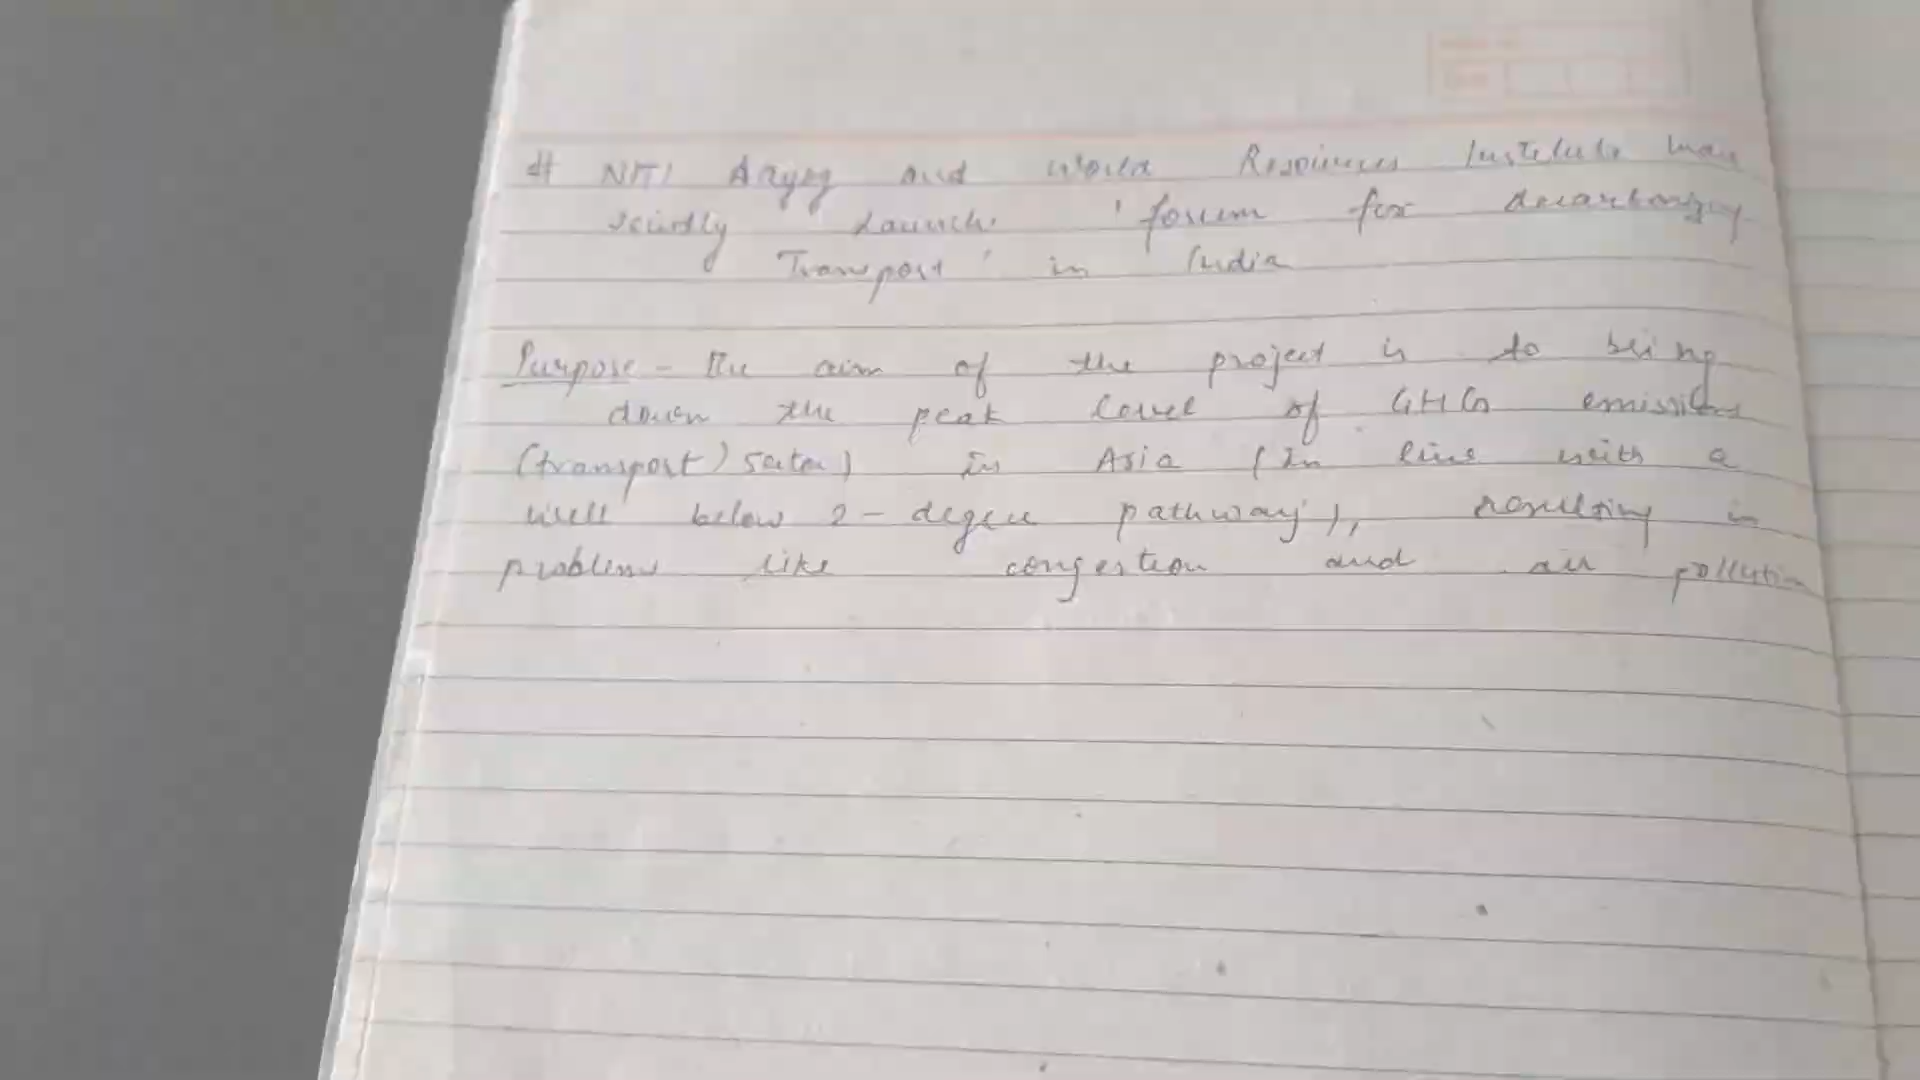 # NITI Aayog and World Resources Institute
Jointly Launch 'forum for decarbonizing
Transport' in India
Purpose - The aim of the project is to bring
down the peak level of GHG emissions
(transport) sector) in Asia (In line with a
well below 2-degree pathway), resulting in
problems like congestion and air pollution